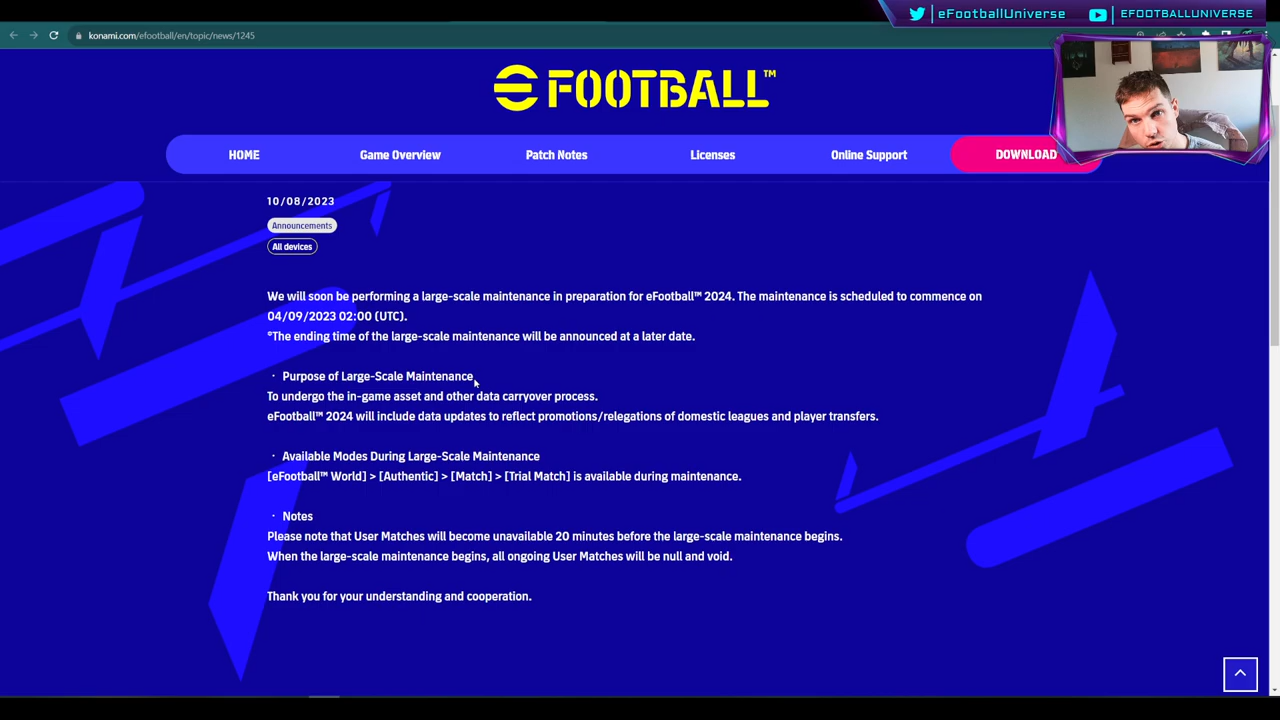 eFootballUniverse
EFOOTBALLUNIVERSE
konami.com/efootball/en/topic/news/1245
FOOTBALL™
HOME
Game Overview
Patch Notes
Licenses
Online Support
DOWNLOAD
10/08/2023
Announcements
All devices
We will soon be performing a large-scale maintenance in preparation for eFootball™ 2024. The maintenance is scheduled to commence on
04/09/2023 02:00 (UTC).
*The ending time of the large-scale maintenance will be announced at a later date.
・ Purpose of Large-Scale Maintenance
To undergo the in-game asset and other data carryover process.
eFootball™ 2024 will include data updates to reflect promotions/relegations of domestic leagues and player transfers.
・ Available Modes During Large-Scale Maintenance
[eFootball™ World] > [Authentic] > [Match] > [Trial Match] is available during maintenance.
・ Notes
Please note that User Matches will become unavailable 20 minutes before the large-scale maintenance begins.
When the large-scale maintenance begins, all ongoing User Matches will be null and void.
Thank you for your understanding and cooperation.